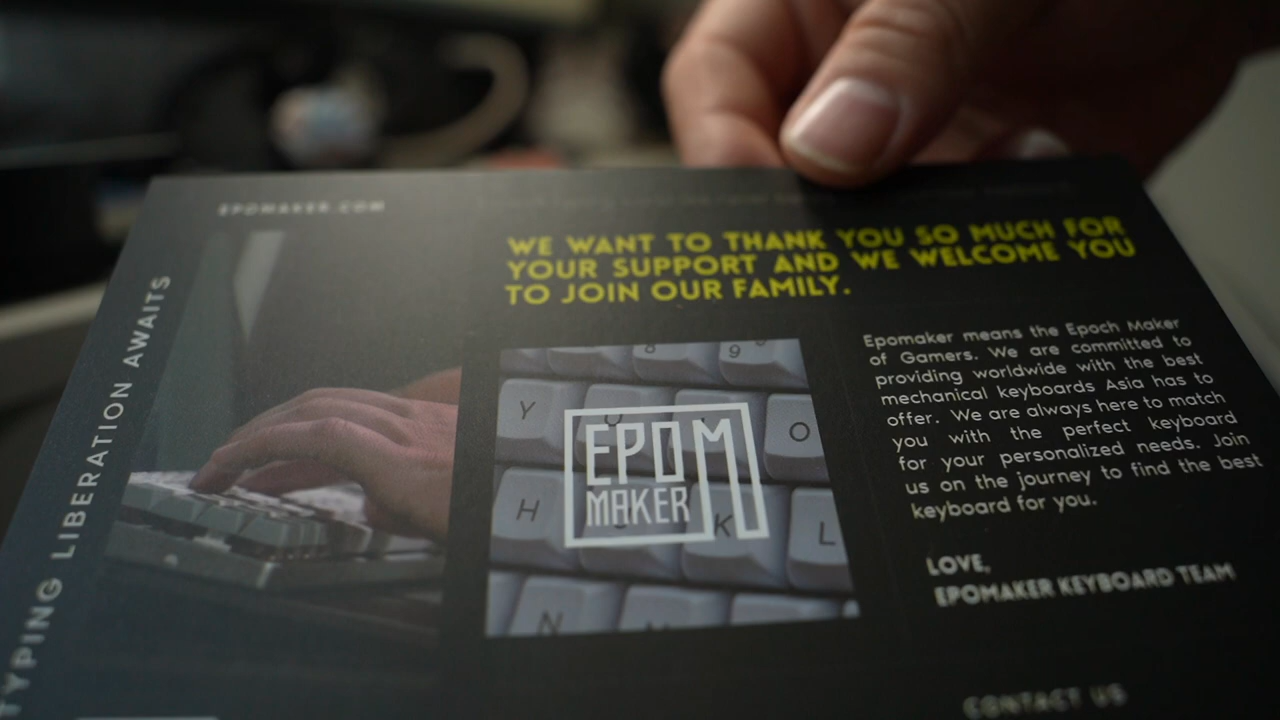 EPOMAKER.COM
TYPING LIBERATION AWAITS
WE WANT TO THANK YOU SO MUCH FOR
YOUR SUPPORT AND WE WELCOME YOU
TO JOIN OUR FAMILY.
8 9
Y U O
H J K L
N
EPOM
MAKER
Epomaker means the Epoch Maker
of Gamers. We are committed to
providing worldwide with the best
mechanical keyboards Asia has to
offer. We are always here to match
you with the perfect keyboard
for your personalized needs. Join
us on the journey to find the best
keyboard for you.
LOVE,
EPOMAKER KEYBOARD TEAM
CONTACT US